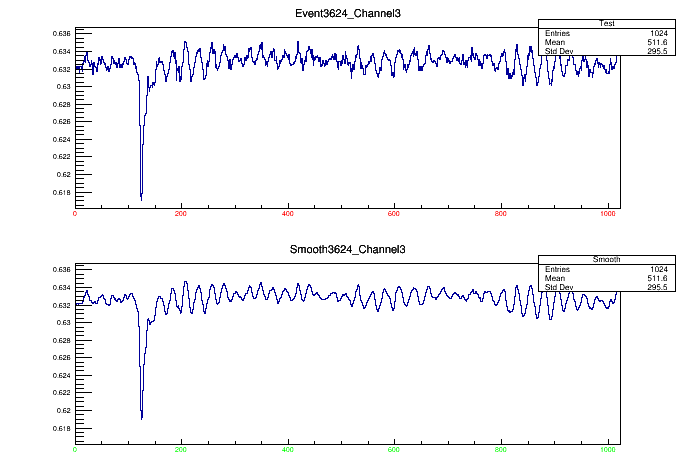 Event3624_Channel3
Test
Entries 1024
Mean 511.6
Std Dev 295.5
0.636
0.634
0.632
0.63
0.628
0.626
0.624
0.622
0.62
0.618
0 200 400 600 800 1000
Smooth3624_Channel3
Smooth
Entries 1024
Mean 511.6
Std Dev 295.5
0.636
0.634
0.632
0.63
0.628
0.626
0.624
0.622
0.62
0.618
0 200 400 600 800 1000